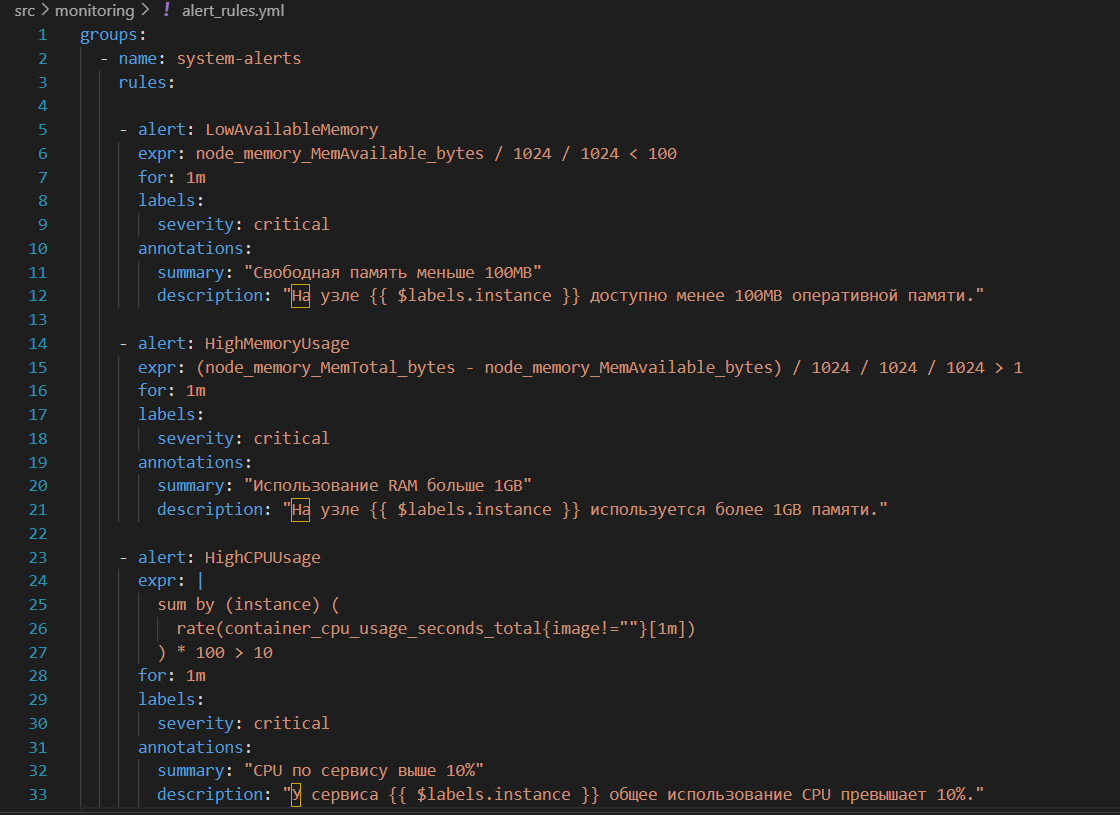 src > monitoring > ! alert_rules.yml
1 groups:
2 - name: system-alerts
3 rules:
4
5 - alert: LowAvailableMemory
6 expr: node_memory_MemAvailable_bytes / 1024 / 1024 < 100
7 for: 1m
8 labels:
9 severity: critical
10 annotations:
11 summary: "Свободная память меньше 100MB"
12 description: "На узле {{ $labels.instance }} доступно менее 100MB оперативной памяти."
13
14 - alert: HighMemoryUsage
15 expr: (node_memory_MemTotal_bytes - node_memory_MemAvailable_bytes) / 1024 / 1024 / 1024 > 1
16 for: 1m
17 labels:
18 severity: critical
19 annotations:
20 summary: "Использование RAM больше 1GB"
21 description: "На узле {{ $labels.instance }} используется более 1GB памяти."
22
23 - alert: HighCPUUsage
24 expr: |
25 sum by (instance) (
26 rate(container_cpu_usage_seconds_total{image!=""}[1m])
27 ) * 100 > 10
28 for: 1m
29 labels:
30 severity: critical
31 annotations:
32 summary: "CPU по сервису выше 10%"
33 description: "У сервиса {{ $labels.instance }} общее использование CPU превышает 10%."